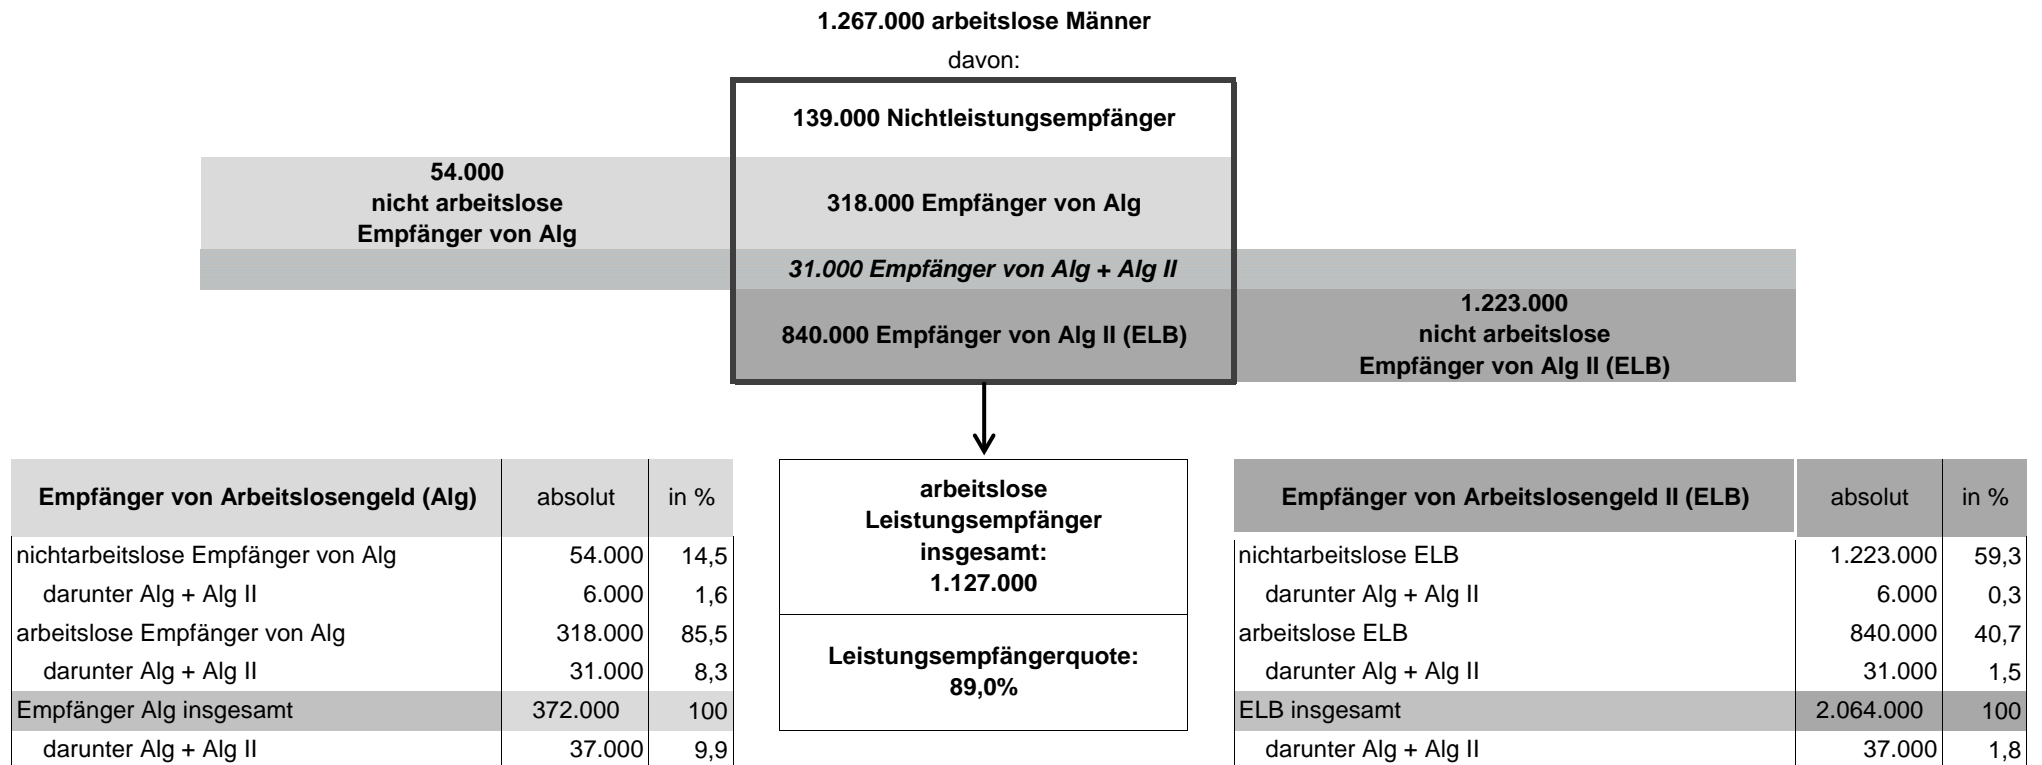 1.267.000 arbeitslose Männer
davon:
139.000 Nichtleistungsempfänger
54.000
nicht arbeitslose
Empfänger von Alg
318.000 Empfänger von Alg
31.000 Empfänger von Alg + Alg II
840.000 Empfänger von Alg II (ELB)
1.223.000
nicht arbeitslose
Empfänger von Alg II (ELB)
Empfänger von Arbeitslosengeld (Alg) absolut in %
nichtarbeitslose Empfänger von Alg 54.000 14,5
darunter Alg + Alg II 6.000 1,6
arbeitslose Empfänger von Alg 318.000 85,5
darunter Alg + Alg II 31.000 8,3
Empfänger Alg insgesamt 372.000 100
darunter Alg + Alg II 37.000 9,9
arbeitslose
Leistungsempfänger
insgesamt:
1.127.000
Leistungsempfängerquote:
89,0%
Empfänger von Arbeitslosengeld II (ELB) absolut in %
nichtarbeitslose ELB 1.223.000 59,3
darunter Alg + Alg II 6.000 0,3
arbeitslose ELB 840.000 40,7
darunter Alg + Alg II 31.000 1,5
ELB insgesamt 2.064.000 100
darunter Alg + Alg II 37.000 1,8